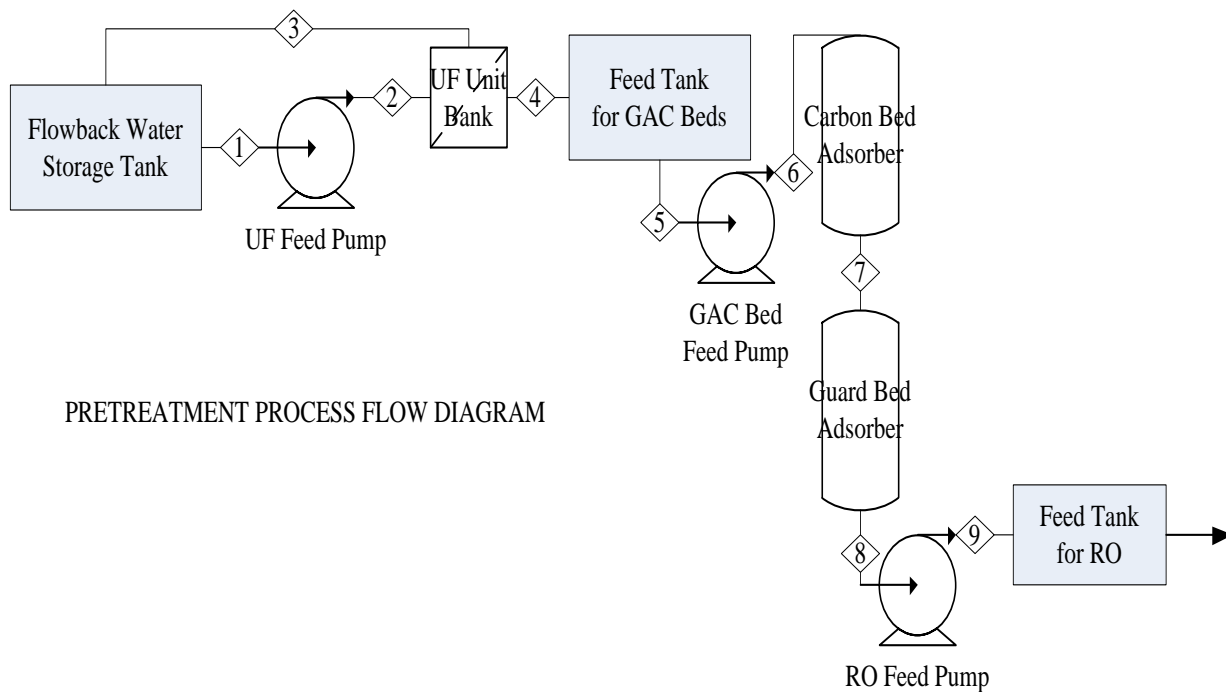 3
Flowback Water
Storage Tank
1
UF Feed Pump
2
UF Unit
Bank
4
Feed Tank
for GAC Beds
5
GAC Bed
Feed Pump
6
Carbon Bed
Adsorber
7
Guard Bed
Adsorber
PRETREATMENT PROCESS FLOW DIAGRAM
8
RO Feed Pump
9
Feed Tank
for RO